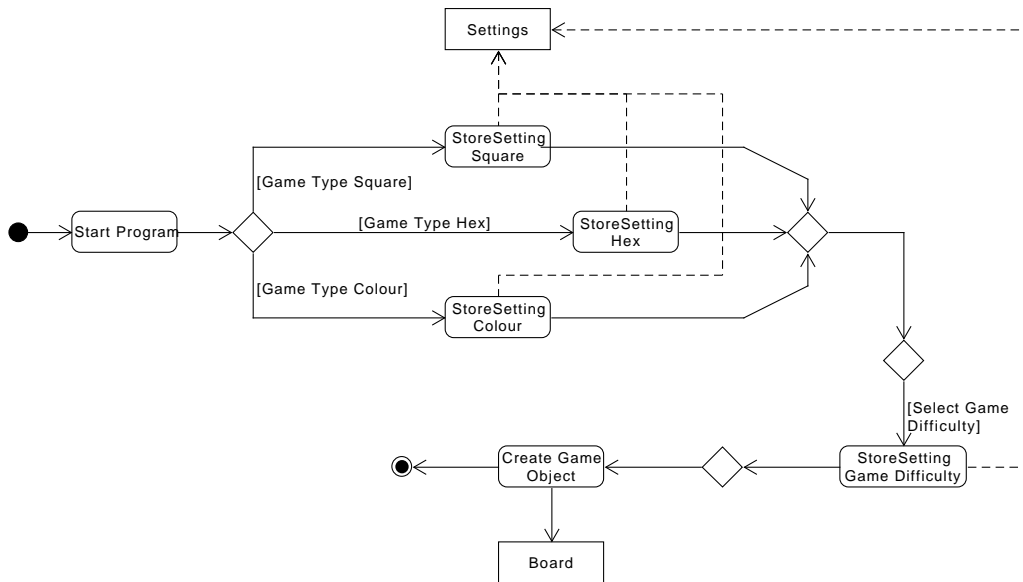 Settings
StoreSetting
Square
[Game Type Square]
[Game Type Hex]
Start Program
StoreSetting
Hex
[Game Type Colour]
StoreSetting
Colour
[Select Game
Difficulty]
Create Game
Object
StoreSetting
Game Difficulty
Board